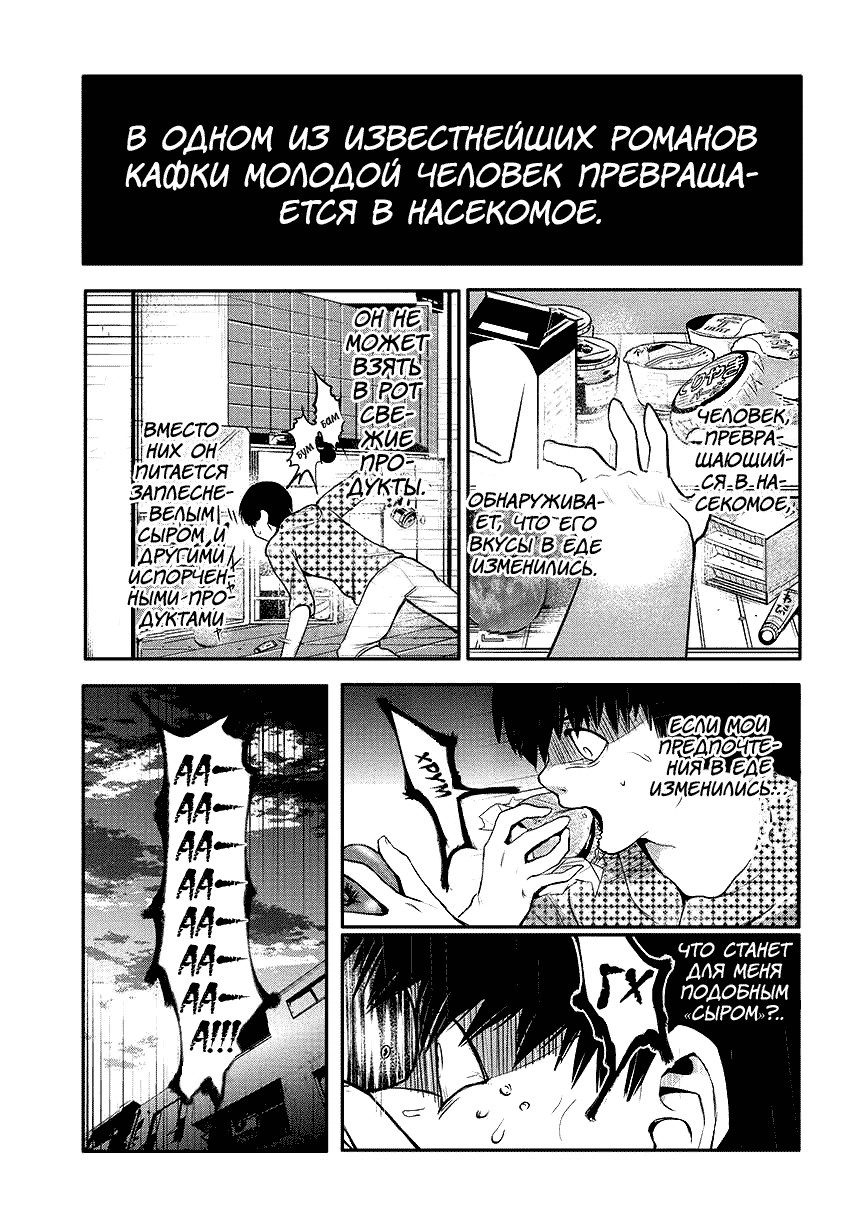 В ОДНОМ ИЗ ИЗВЕСТНЕЙШИХ РОМАНОВ
КАФКИ МОЛОДОЙ ЧЕЛОВЕК ПРЕВРАЩА-
ЕТСЯ В НАСЕКОМОЕ.
ЧЕЛОВЕК,
ПРЕВРА-
ЩАЮЩИЙ-
СЯ В НА-
СЕКОМОЕ,
ОБНАРУЖИВА-
ЕТ, ЧТО ЕГО
ВКУСЫ В ЕДЕ
ИЗМЕНИЛИСЬ.
ОН НЕ
МОЖЕТ
ВЗЯТЬ
В РОТ
СВЕ-
ЖИЕ
ПРО-
ДУКТЫ.
БУМ
БАМ
ВМЕСТО
НИХ ОН
ПИТАЕТСЯ
ЗАПЛЕСНЕ-
ВЕЛЫМ
СЫРОМ И
ДРУГИМИ
ИСПОРЧЕН-
НЫМИ ПРО-
ДУКТАМИ
ЕСЛИ МОИ
ПРЕДПОЧТЕ-
НИЯ В ЕДЕ
ИЗМЕНИЛИСЬ...
ХРУМ
ЧТО СТАНЕТ
ДЛЯ МЕНЯ
ПОДОБНЫМ
«СЫРОМ»?..
ГХ
АА-
АА-
АА-
АА-
АА-
АА-
АА-
А!!!